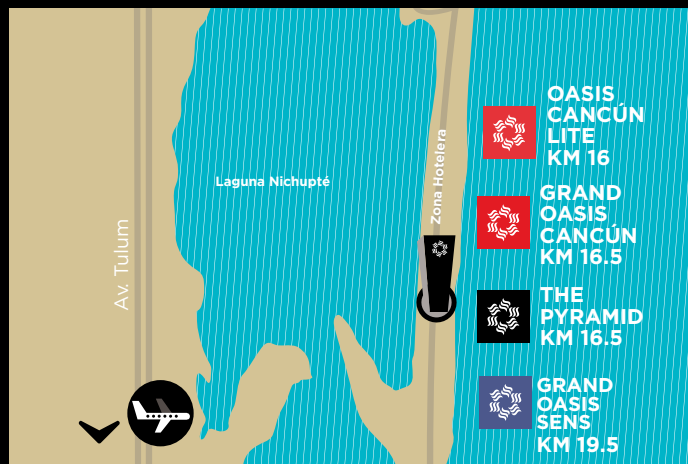 OASIS
CANCÚN
LITE
KM 16
Zona Hotelera
Laguna Nichupté
GRAND
OASIS
CANCÚN
KM 16.5
Av. Tulum
THE
PYRAMID
KM 16.5
GRAND
OASIS
SENS
KM 19.5